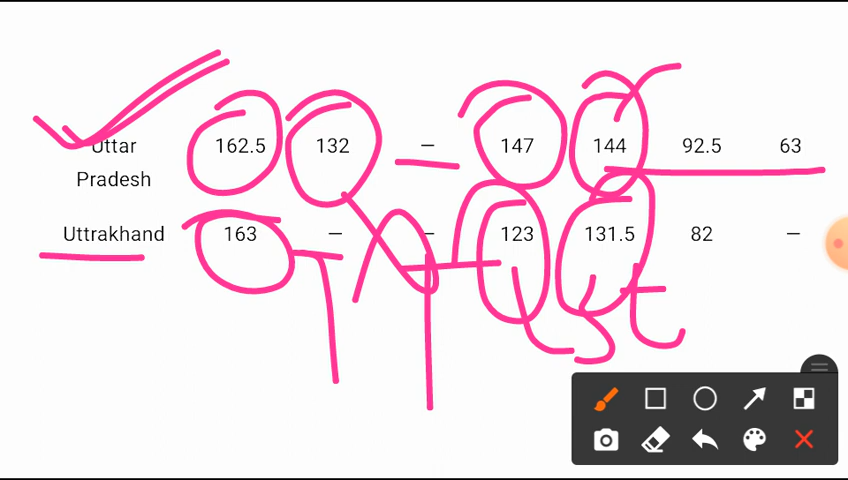 Uttar Pradesh 162.5 132 – 147 144 92.5 63
Uttrakhand 163 – – 123 131.5 82 –